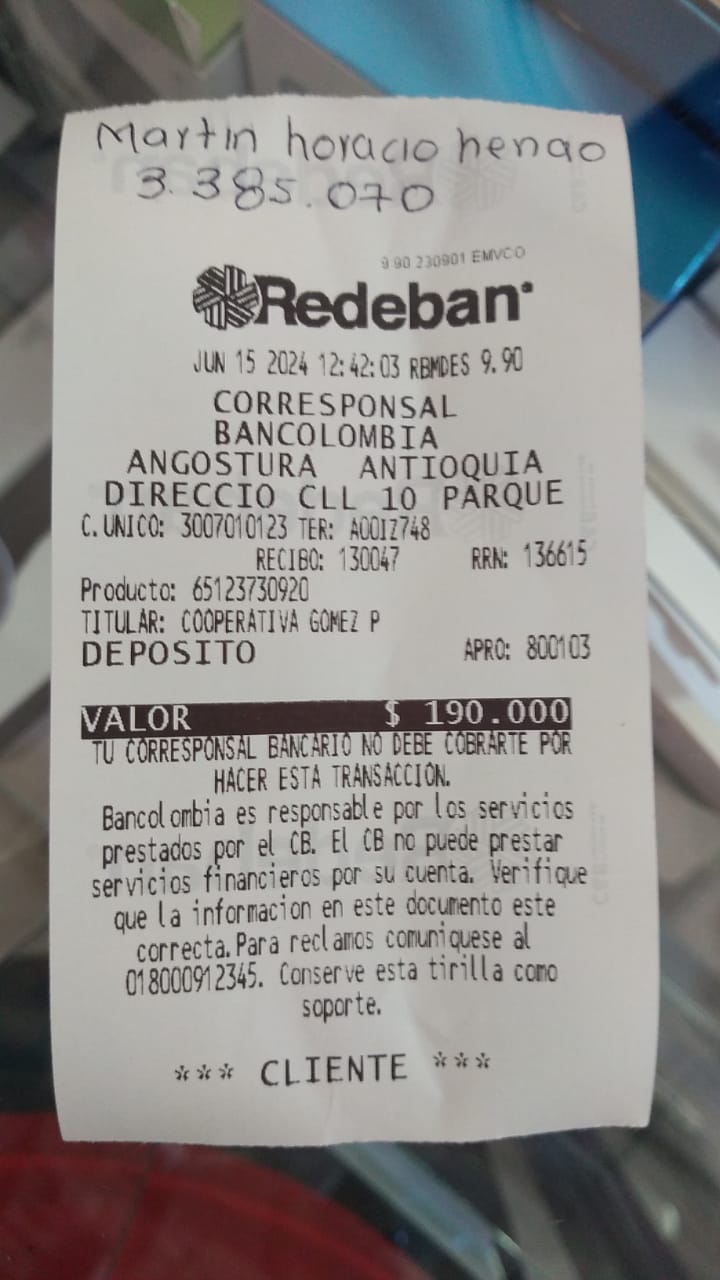 Martin horacio henao
3.385.070
9 90 230901 EMVCO
Redeban
JUN 15 2024 12:42:03 RBMDES 9.90
CORRESPONSAL
BANCOLOMBIA
ANGOSTURA ANTIOQUIA
DIRECCIO CLL 10 PARQUE
C. UNICO: 3007010123 TER: A00IZ748
RECIBO: 130047 RRN: 136615
Producto: 65123730920
TITULAR: COOPERATIVA GOMEZ P
DEPOSITO APRO: 800103
VALOR $ 190.000
TU CORRESPONSAL BANCARIO NO DEBE COBRARTE POR
HACER ESTA TRANSACCION.
Bancolombia es responsable por los servicios
prestados por el CB. El CB no puede prestar
servicios financieros por su cuenta. Verifique
que la informacion en este documento este
correcta. Para reclamos comuniquese al
018000912345. Conserve esta tirilla como
soporte.
*** CLIENTE ***